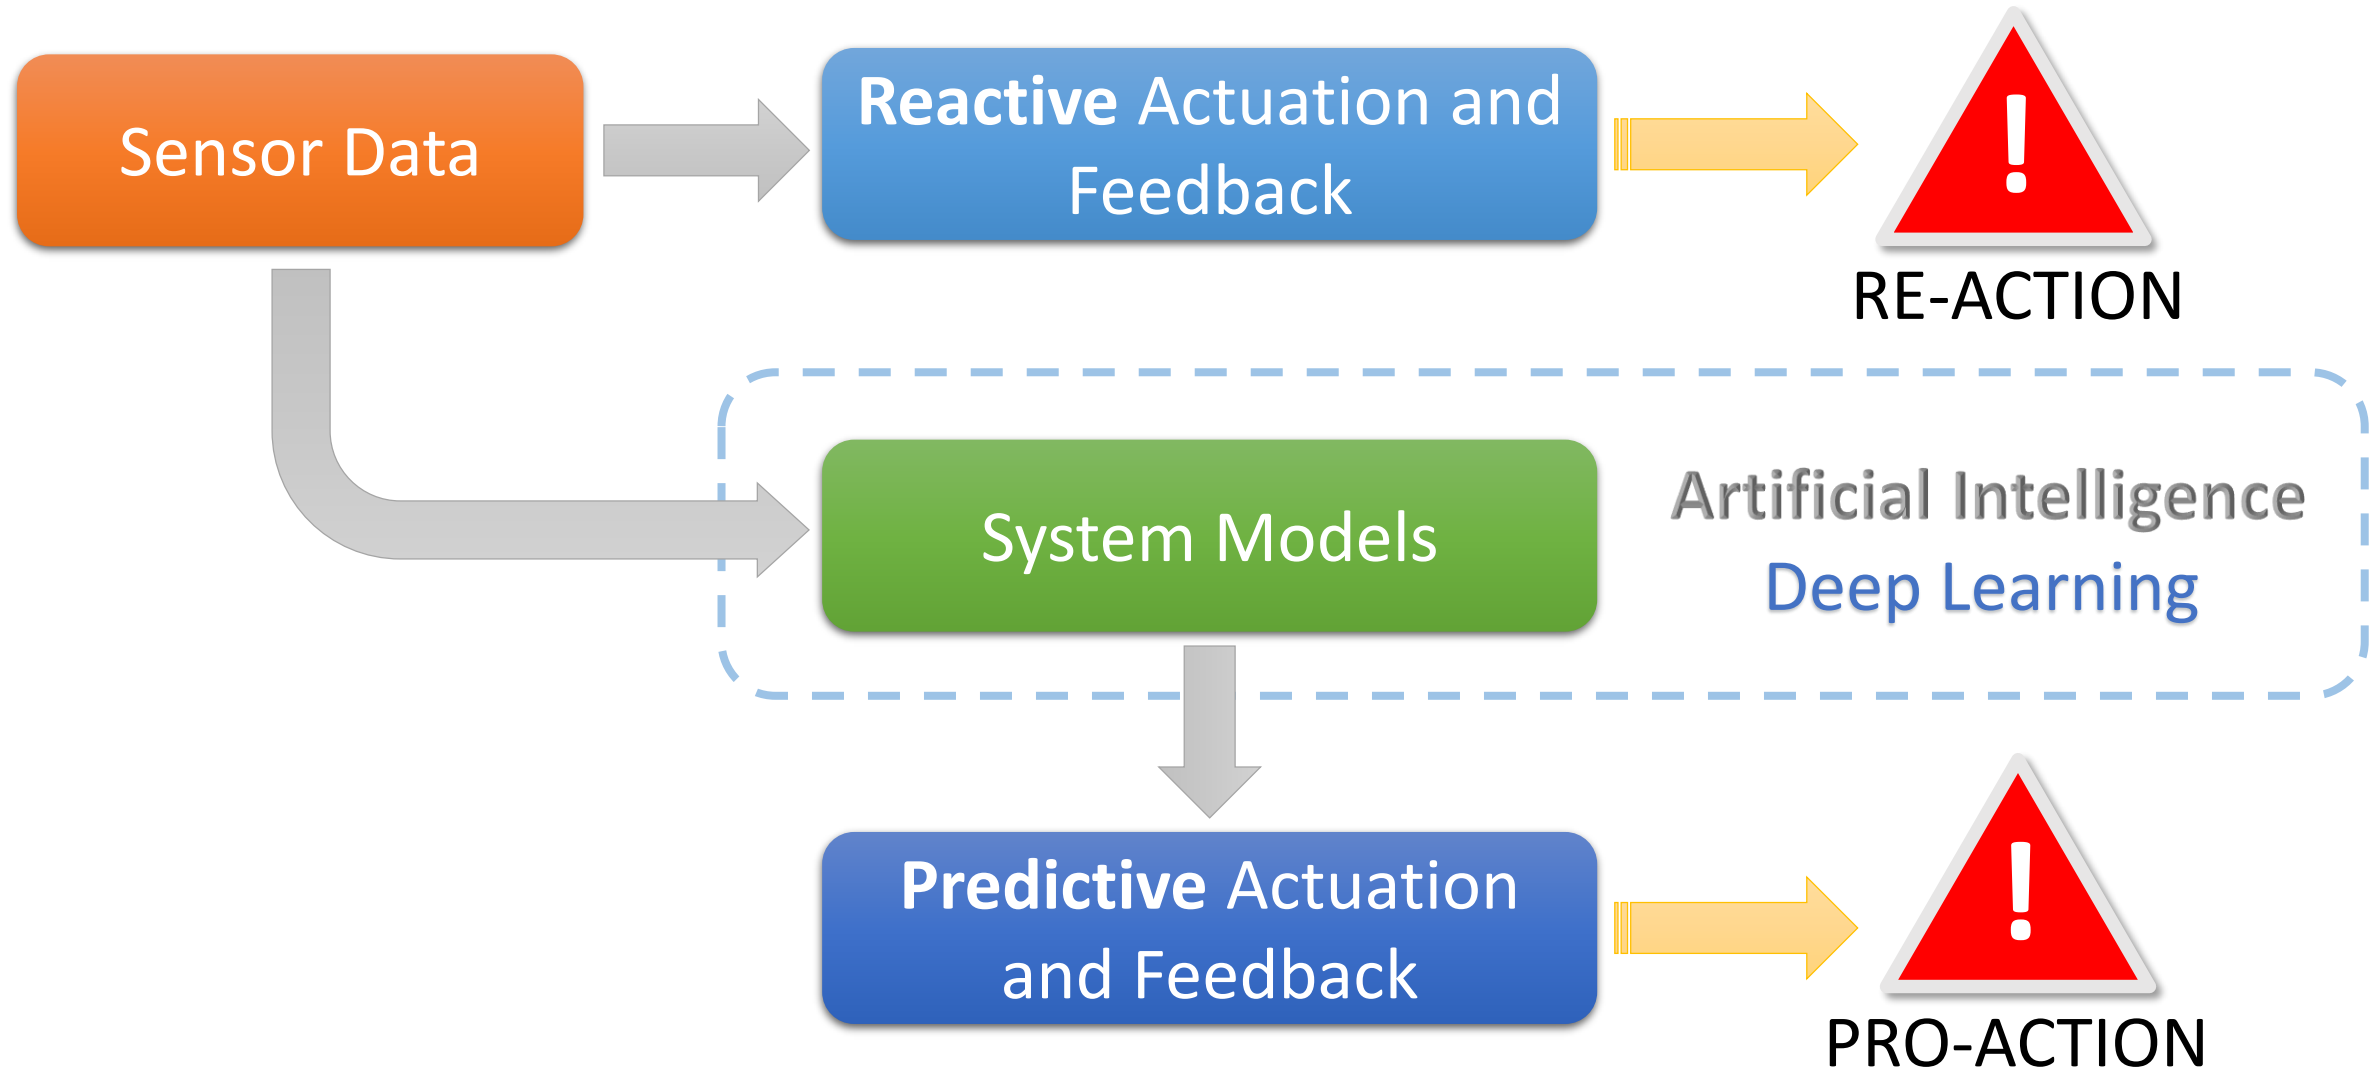 Sensor Data
Reactive Actuation and
Feedback
!
RE-ACTION
System Models
Artificial Intelligence
Deep Learning
Predictive Actuation
and Feedback
!
PRO-ACTION